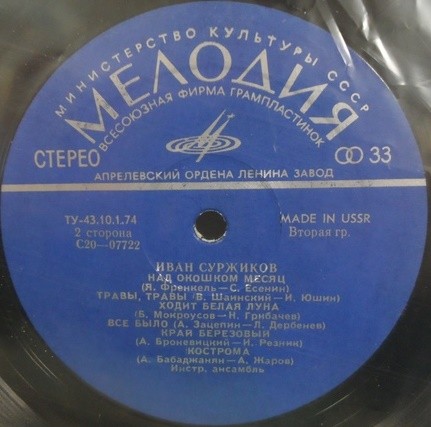 МИНИСТЕРСТВО КУЛЬТУРЫ СССР
МЕЛОДИЯ
ВСЕСОЮЗНАЯ ФИРМА ГРАМПЛАСТИНОК
СТЕРЕО
33
АПРЕЛЕВСКИЙ ОРДЕНА ЛЕНИНА ЗАВОД
ТУ-43.10.1.74
MADE IN USSR
2 сторона
Вторая гр.
С20—07722
ИВАН СУРЖИКОВ
НАД ОКОШКОМ МЕСЯЦ
(Я. Френкель—С. Есенин)
ТРАВЫ, ТРАВЫ (В. Шаинский—И. Юшин)
ХОДИТ БЕЛАЯ ЛУНА
(Б. Мокроусов—Н. Грибачев)
ВСЕ БЫЛО (А. Зацепин—Л. Дербенев)
КРАЙ БЕРЕЗОВЫЙ
(А. Броневицкий—И. Резник)
КОСТРОМА
(А. Бабаджанян—А. Жаров)
Инстр. ансамбль